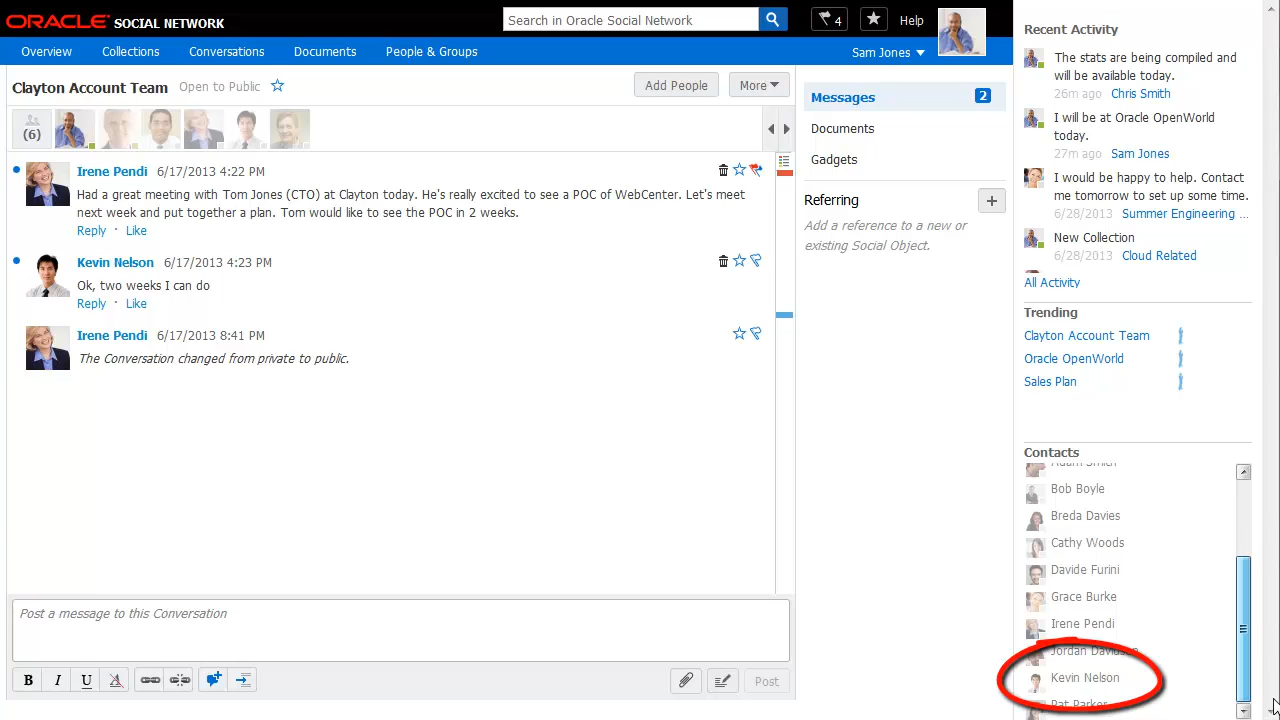 ORACLE SOCIAL NETWORK
Search in Oracle Social Network
4
Help
Overview
Collections
Conversations
Documents
People & Groups
Sam Jones
Clayton Account Team
Open to Public
Add People
More
(6)
Irene Pendi 6/17/2013 4:22 PM
Had a great meeting with Tom Jones (CTO) at Clayton today. He's really excited to see a POC of WebCenter. Let's meet
next week and put together a plan. Tom would like to see the POC in 2 weeks.
Reply · Like
Kevin Nelson 6/17/2013 4:23 PM
Ok, two weeks I can do
Reply · Like
Irene Pendi 6/17/2013 8:41 PM
The Conversation changed from private to public.
Post a message to this Conversation
B I U A
Post
Messages 2
Documents
Gadgets
Referring
Add a reference to a new or
existing Social Object.
Recent Activity
The stats are being compiled and
will be available today.
26m ago Chris Smith
I will be at Oracle OpenWorld
today.
27m ago Sam Jones
I would be happy to help. Contact
me tomorrow to set up some time.
6/28/2013 Summer Engineering ...
New Collection
6/28/2013 Cloud Related
All Activity
Trending
Clayton Account Team
Oracle OpenWorld
Sales Plan
Contacts
Adam Smith
Bob Boyle
Breda Davies
Cathy Woods
Davide Furini
Grace Burke
Irene Pendi
Jordan Davidson
Kevin Nelson
Pat Parker